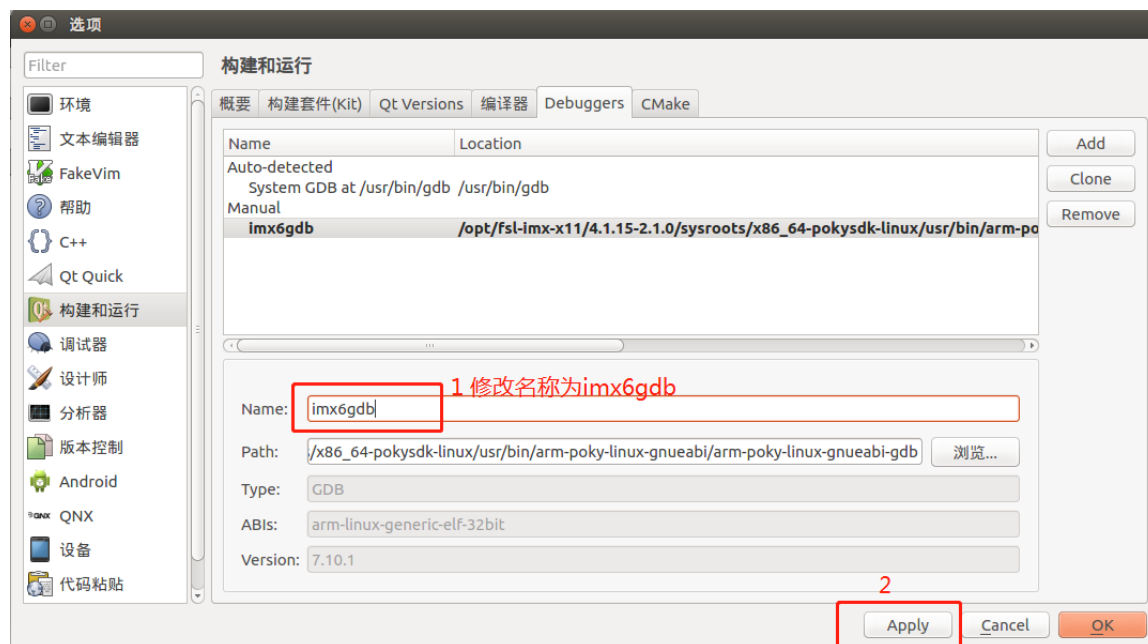 选项
Filter
构建和运行
环境
文本编辑器
FakeVim
帮助
C++
Qt Quick
构建和运行
调试器
设计师
分析器
版本控制
Android
QNX
设备
代码粘贴
概要 构建套件(Kit) Qt Versions 编译器 Debuggers CMake
Name Location
Auto-detected
System GDB at /usr/bin/gdb /usr/bin/gdb
Manual
imx6gdb /opt/fsl-imx-x11/4.1.15-2.1.0/sysroots/x86_64-pokysdk-linux/usr/bin/arm-po
Add
Clone
Remove
1 修改名称为imx6gdb
Name: imx6gdb
Path: /x86_64-pokysdk-linux/usr/bin/arm-poky-linux-gnueabi/arm-poky-linux-gnueabi-gdb 浏览...
Type: GDB
ABIs: arm-linux-generic-elf-32bit
Version: 7.10.1
2
Apply Cancel OK